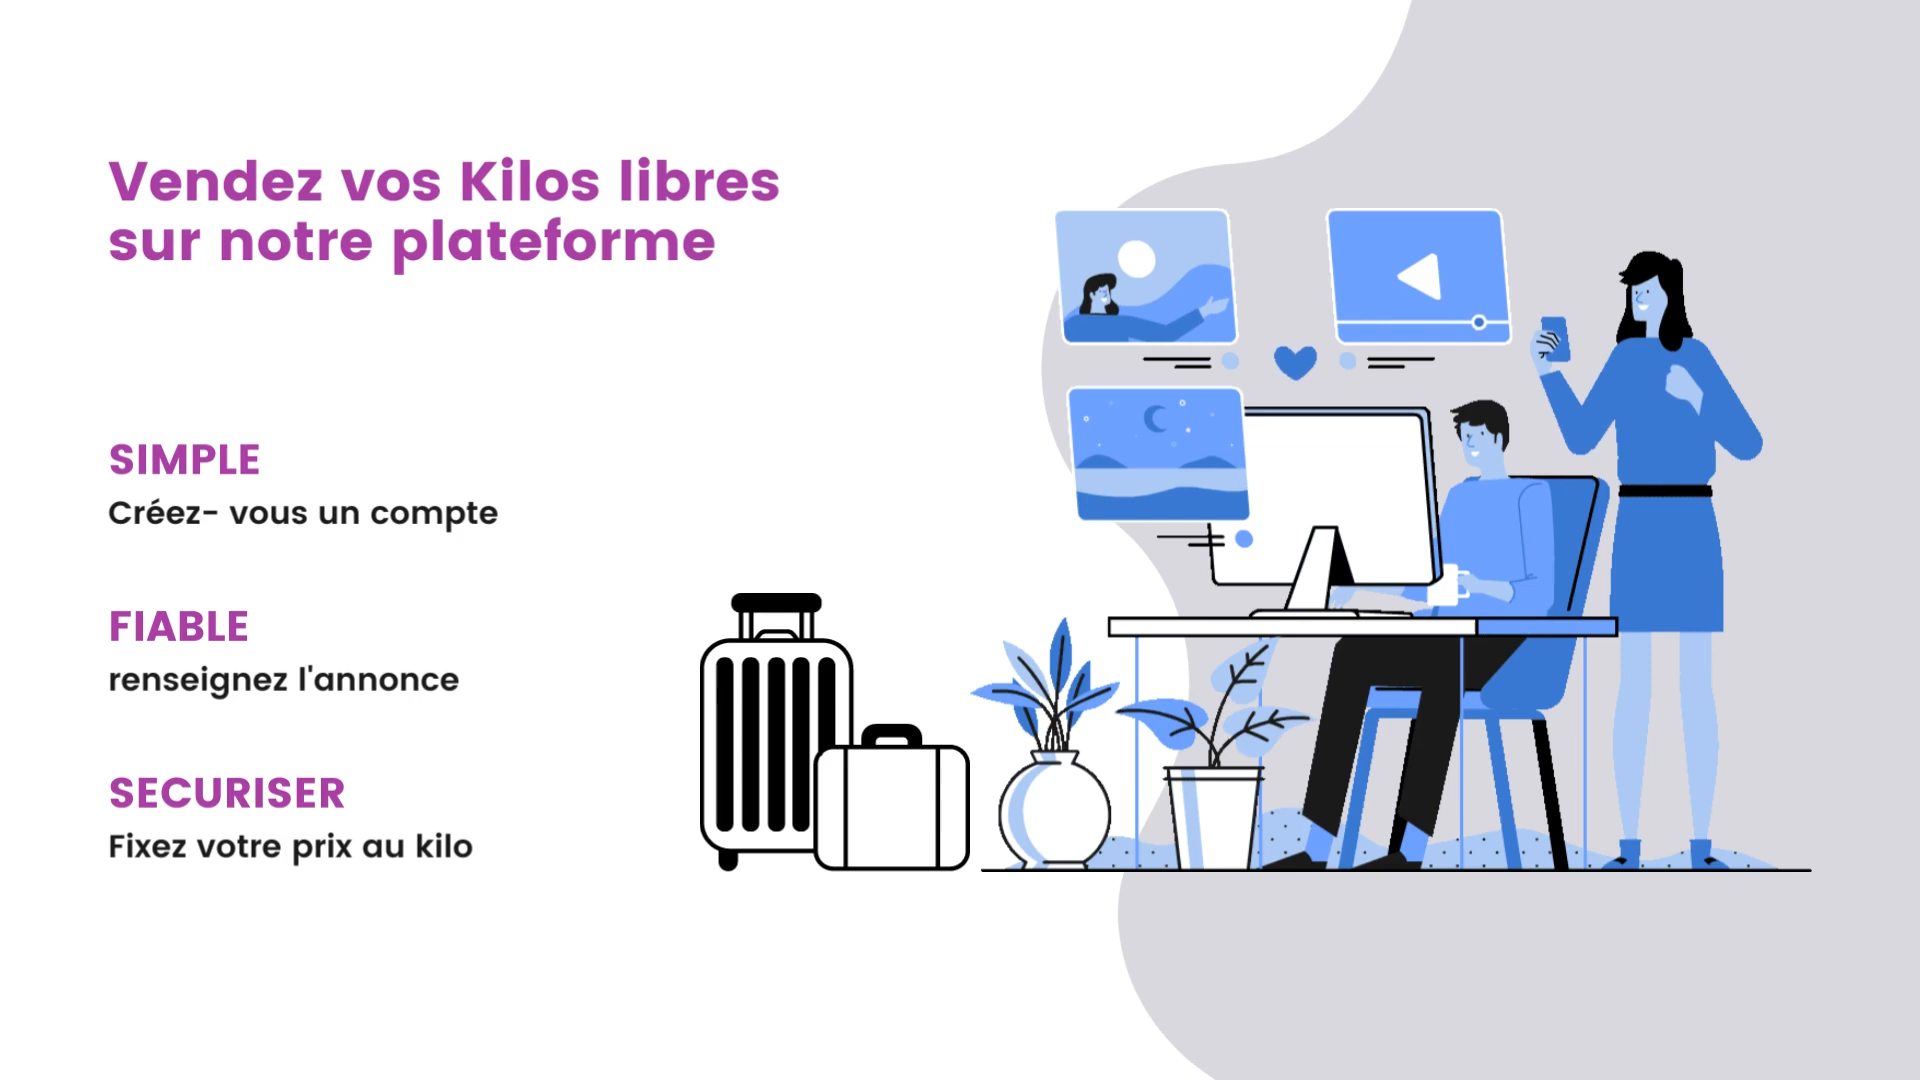 Vendez vos Kilos libres
sur notre plateforme
SIMPLE
Créez- vous un compte
FIABLE
renseignez l'annonce
SECURISER
Fixez votre prix au kilo